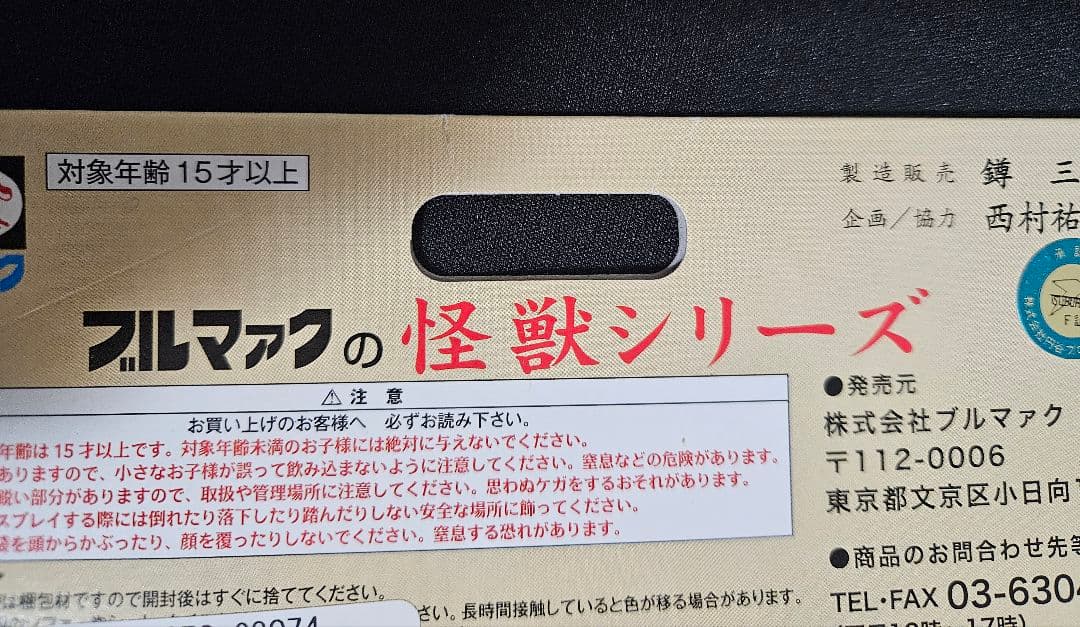 対象年齢15才以上
製造販売 鐏 三
企画／協力 西村祐
ブルマァクの怪獣シリーズ
⚠注 意
お買い上げのお客様へ 必ずお読み下さい。
年齢は15才以上です。対象年齢未満のお子様には絶対に与えないでください。
ありますので、小さなお子様が誤って飲み込まないように注意してください。窒息などの危険があります。
鋭い部分がありますので、取扱や管理場所に注意してください。思わぬケガをするおそれがあります。
スプレイする際には倒れたり落下したり踏んだりしない安全な場所に飾ってください。
袋を頭からかぶったり、顔を覆ったりしないでください。窒息する恐れがあります。
●発売元
株式会社ブルマァク
〒112-0006
東京都文京区小日向
●商品のお問合わせ先等
TEL・FAX 03-6304
は梱包材ですので開封後はすぐに捨ててください。
さい。長時間接触していると色が移る場合があります。